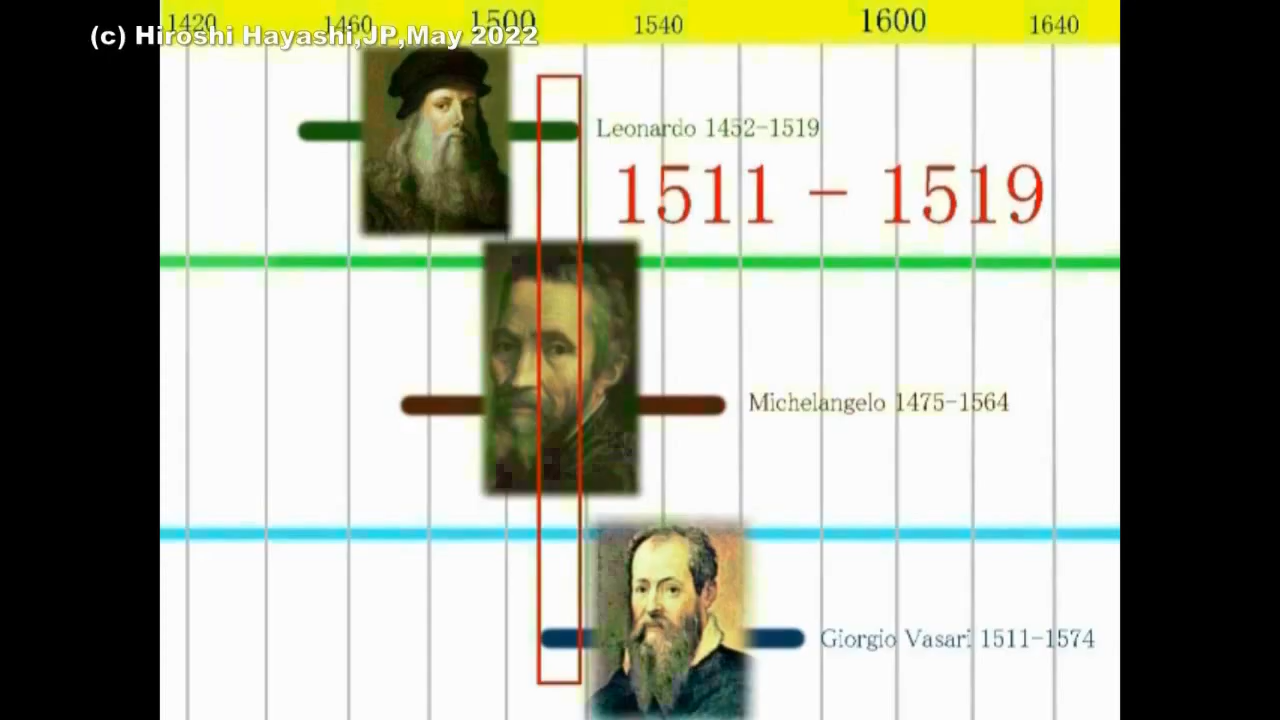 1420 1460 1500 1540 1600 1640
(c) Hiroshi Hayashi,JP,May 2022
Leonardo 1452-1519
1511 - 1519
Michelangelo 1475-1564
Giorgio Vasari 1511-1574